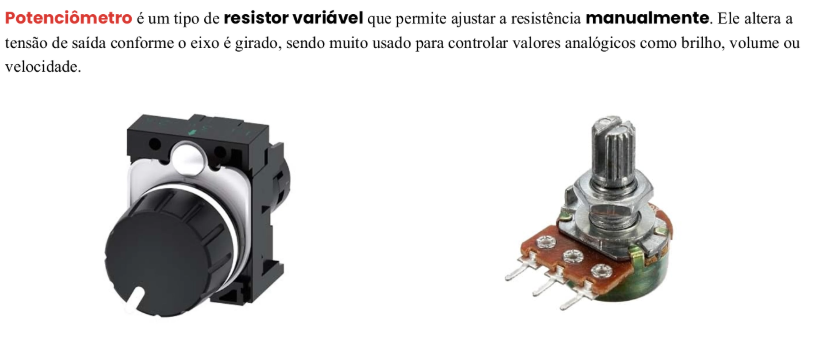 Potenciômetro é um tipo de resistor variável que permite ajustar a resistência manualmente. Ele altera a
tensão de saída conforme o eixo é girado, sendo muito usado para controlar valores analógicos como brilho, volume ou
velocidade.